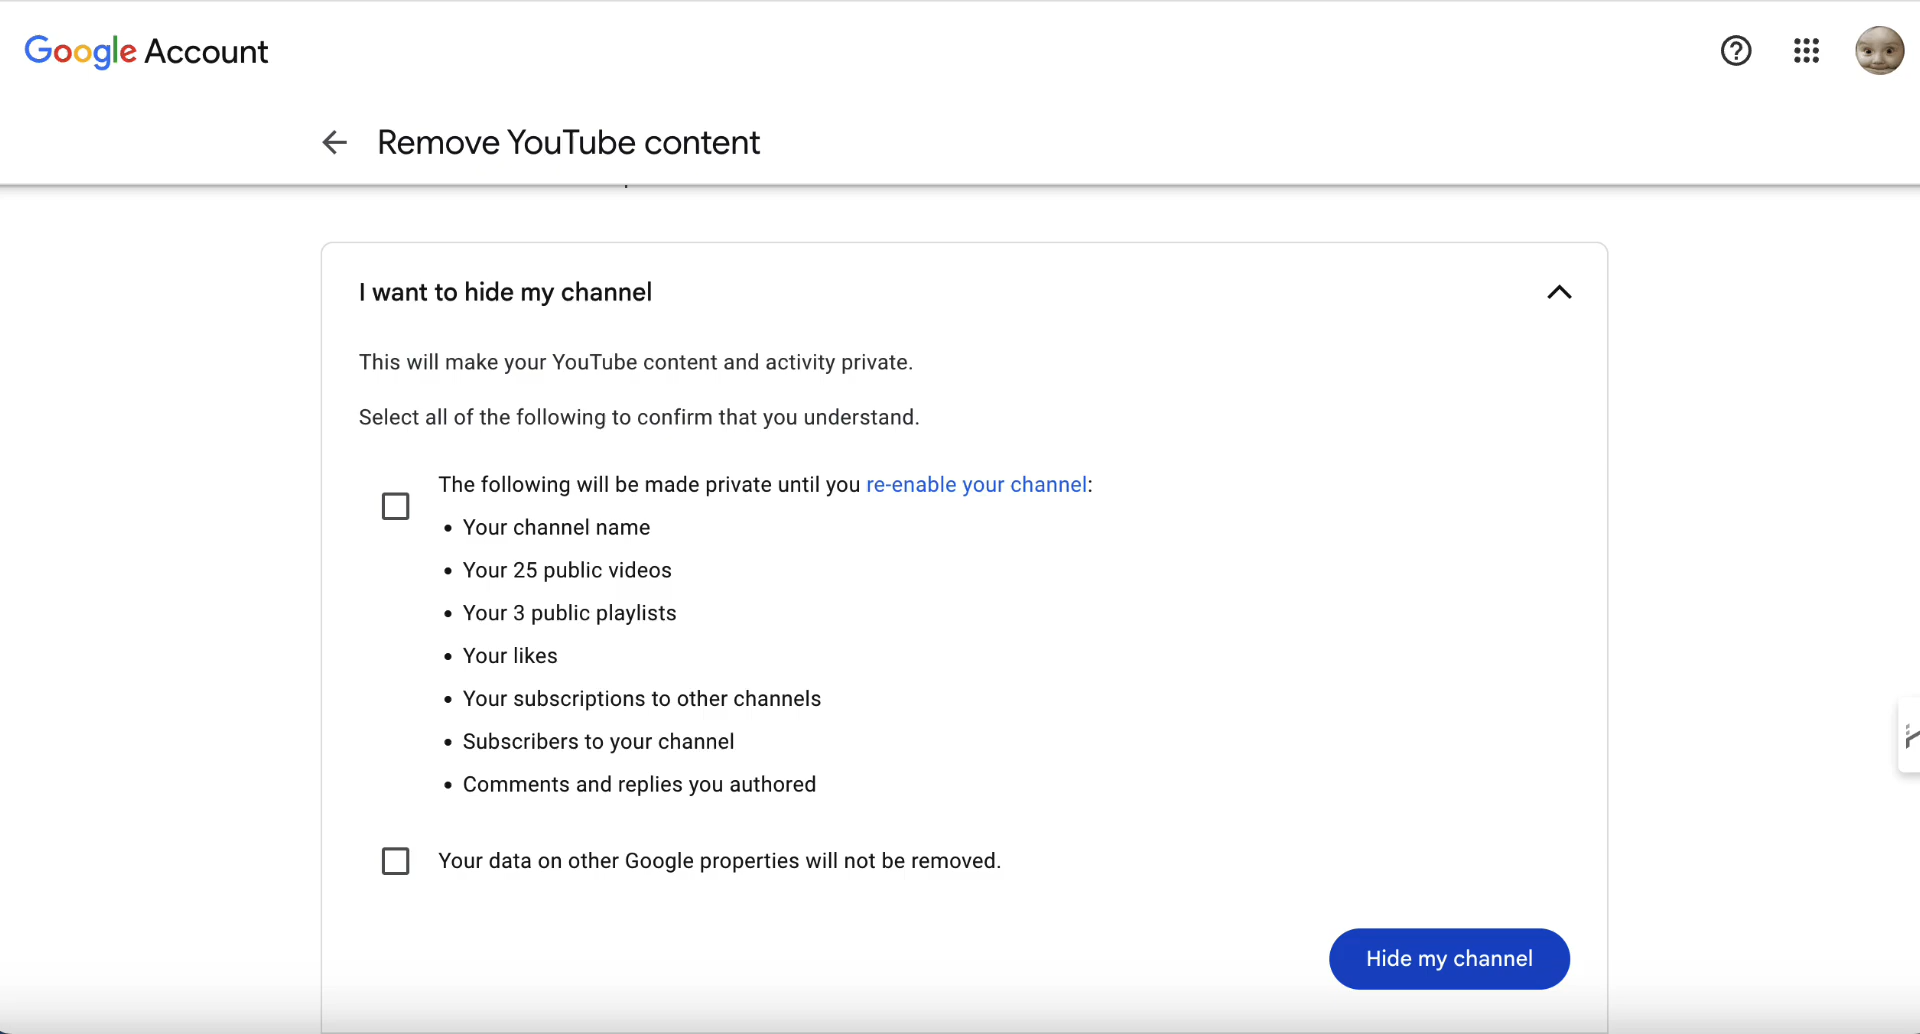 Google Account
Remove YouTube content
I want to hide my channel
This will make your YouTube content and activity private.
Select all of the following to confirm that you understand.
The following will be made private until you re-enable your channel:
• Your channel name
• Your 25 public videos
• Your 3 public playlists
• Your likes
• Your subscriptions to other channels
• Subscribers to your channel
• Comments and replies you authored
Your data on other Google properties will not be removed.
Hide my channel